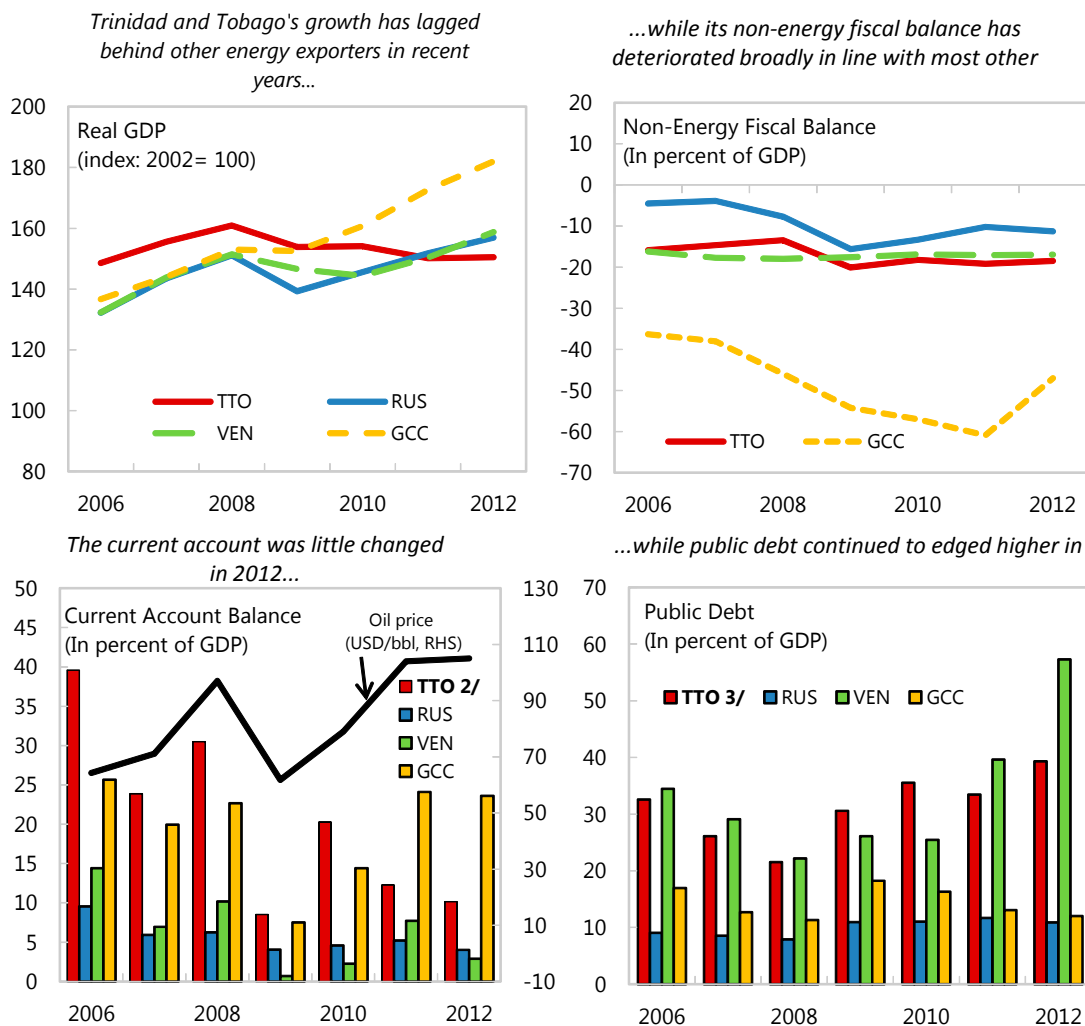 Trinidad and Tobago's growth has lagged
behind other energy exporters in recent
years...
200
180
160
140
120
100
80
Real GDP
(index: 2002= 100)
TTO
RUS
VEN
GCC
2006
2008
2010
2012
...while its non-energy fiscal balance has
deteriorated broadly in line with most other
20
10
0
-10
-20
-30
-40
-50
-60
-70
Non-Energy Fiscal Balance
(In percent of GDP)
TTO
GCC
2006
2008
2010
2012
The current account was little changed
in 2012...
50
45
40
35
30
25
20
15
10
5
0
Current Account Balance
(In percent of GDP)
Oil price
(USD/bbl, RHS)
TTO 2/
RUS
VEN
GCC
130
110
90
70
50
30
10
-10
2006
2008
2010
2012
...while public debt continued to edged higher in
70
60
50
40
30
20
10
0
Public Debt
(In percent of GDP)
TTO 3/
RUS
VEN
GCC
2006
2008
2010
2012